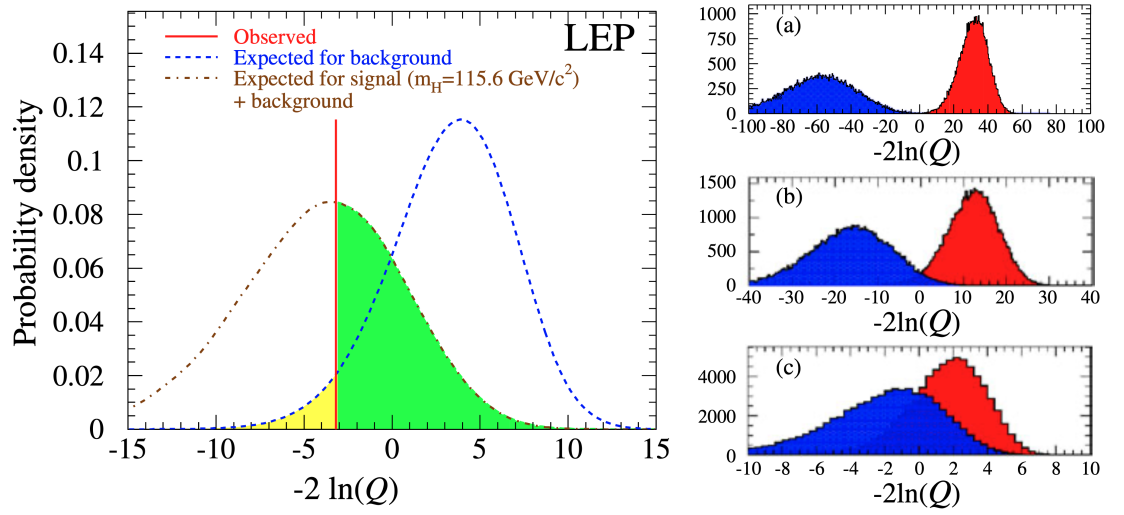 LEP
Observed
Expected for background
Expected for signal (m_H=115.6 GeV/c²)
+ background
Probability density
0.14
0.12
0.1
0.08
0.06
0.04
0.02
0
-15 -10 -5 0 5 10 15
-2 ln(Q)
(a)
1000
750
500
250
0
-100 -80 -60 -40 -20 0 20 40 60 80 100
-2ln(Q)
(b)
1500
1000
500
0
-40 -30 -20 -10 0 10 20 30 40
-2ln(Q)
(c)
4000
2000
0
-10 -8 -6 -4 -2 0 2 4 6 8 10
-2ln(Q)